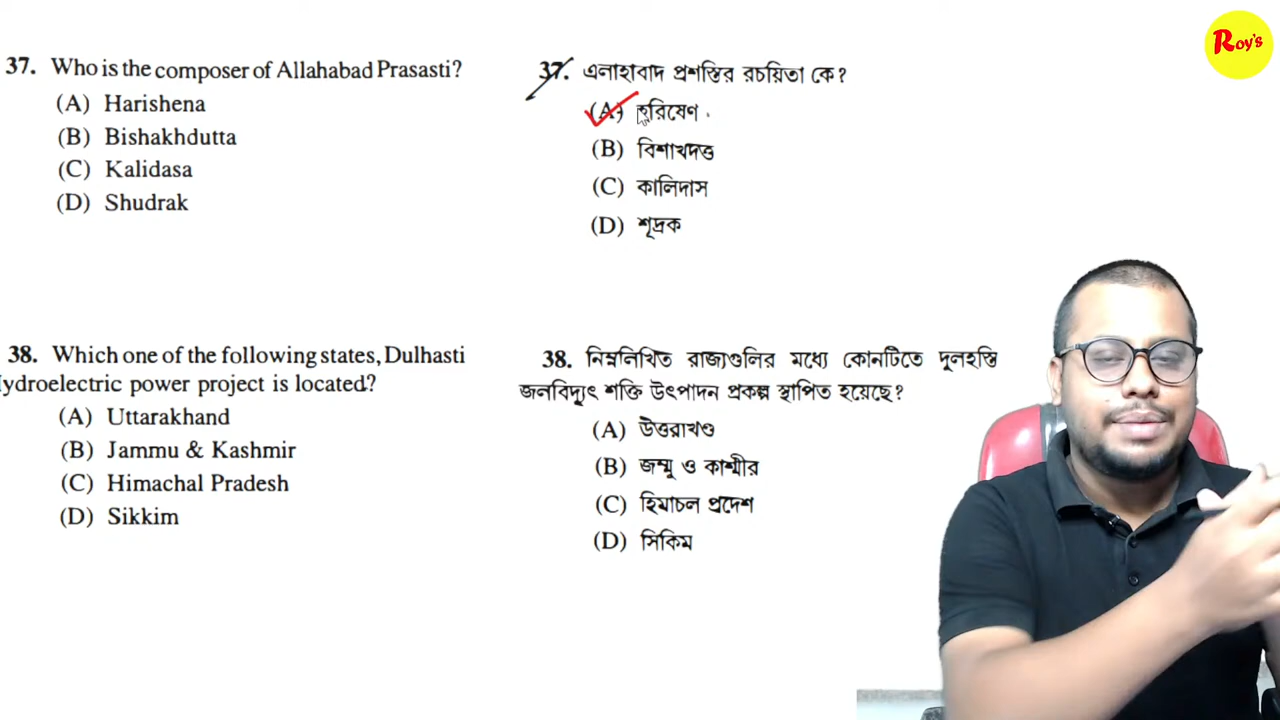 Roy's
37. Who is the composer of Allahabad Prasasti?
(A) Harishena
(B) Bishakhdutta
(C) Kalidasa
(D) Shudrak
37. এলাহাবাদ প্রশস্তির রচয়িতা কে?
(A) হরিষেণ
(B) বিশাখদত্ত
(C) কালিদাস
(D) শূদ্রক
38. Which one of the following states, Dulhasti
ydroelectric power project is located?
(A) Uttarakhand
(B) Jammu & Kashmir
(C) Himachal Pradesh
(D) Sikkim
38. নিম্নলিখিত রাজ্যগুলির মধ্যে কোনটিতে দুলহস্তি
জনবিদ্যুৎ শক্তি উৎপাদন প্রকল্প স্থাপিত হয়েছে?
(A) উত্তরাখণ্ড
(B) জম্মু ও কাশ্মীর
(C) হিমাচল প্রদেশ
(D) সিকিম